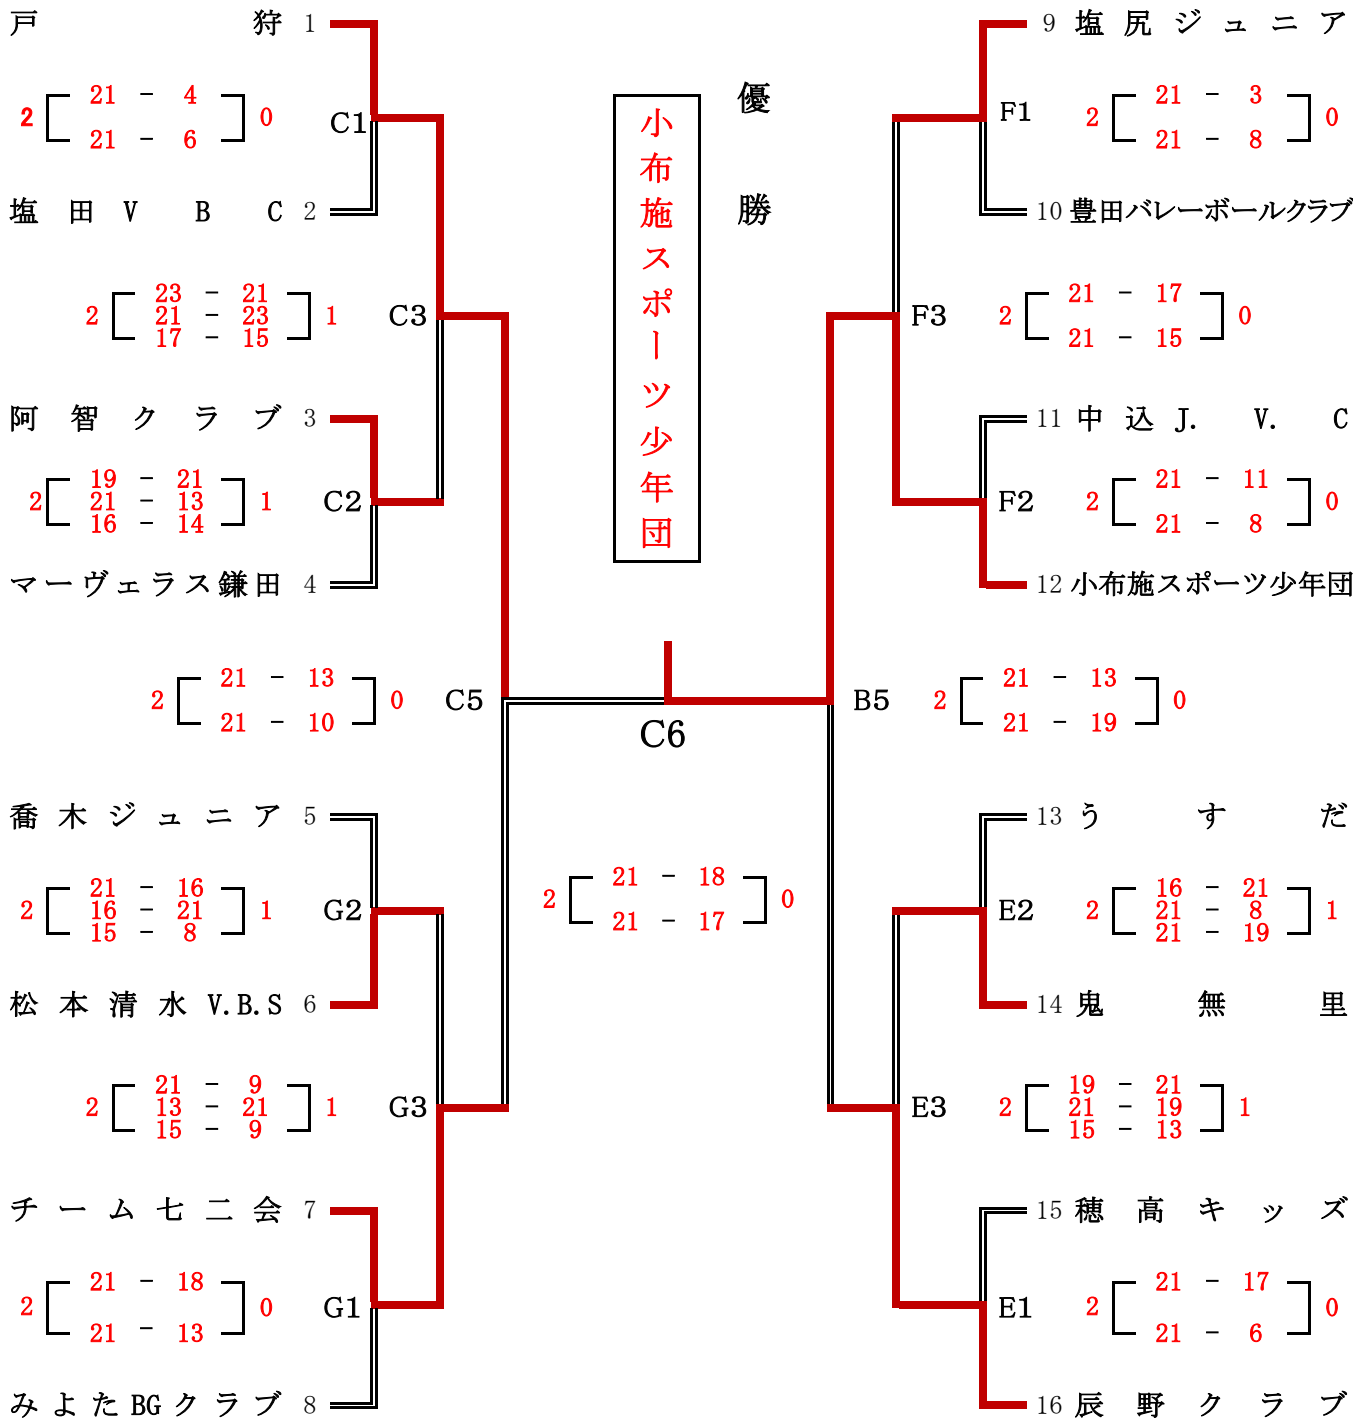 戸狩 1
2 21 - 4 0
21 - 6
C1
塩田VBC 2
2 23 - 21 1
21 - 23
17 - 15
C3
阿智クラブ 3
2 19 - 21 1
21 - 13
16 - 14
C2
マーヴェラス鎌田 4
2 21 - 13 0
21 - 10
C5
喬木ジュニア 5
2 21 - 16 1
16 - 21
15 - 8
G2
松本清水V.B.S 6
2 21 - 9 1
13 - 21
15 - 9
G3
チーム七二会 7
2 21 - 18 0
21 - 13
G1
みよたBGクラブ 8
優勝
小布施スポーツ少年団
C6
2 21 - 18 0
21 - 17
9 塩尻ジュニア
F1
2 21 - 3 0
21 - 8
10 豊田バレーボールクラブ
F3
2 21 - 17 0
21 - 15
11 中込J.V.C
F2
2 21 - 11 0
21 - 8
12 小布施スポーツ少年団
B5
2 21 - 13 0
21 - 19
13 うすだ
E2
2 16 - 21 1
21 - 8
21 - 19
14 鬼無里
E3
2 19 - 21 1
21 - 19
15 - 13
15 穂高キッズ
E1
2 21 - 17 0
21 - 6
16 辰野クラブ